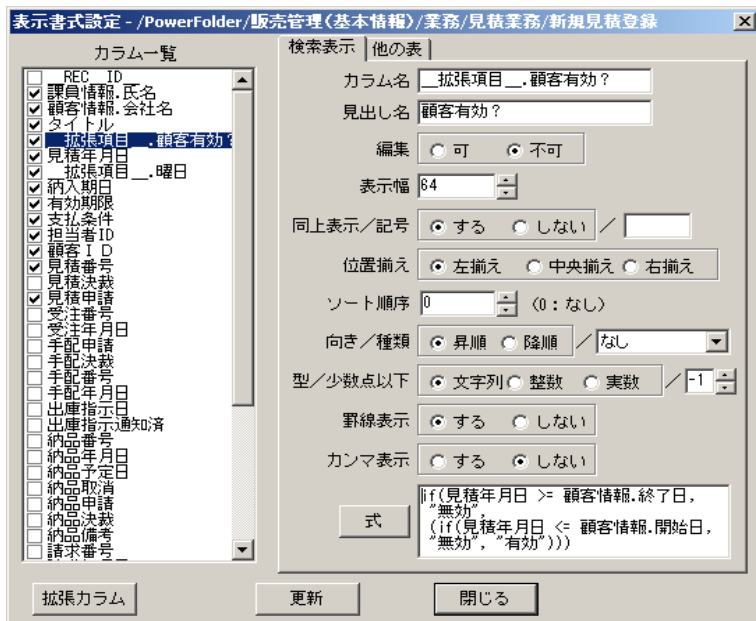 表示書式設定 - /PowerFolder/販売管理(基本情報)/業務/見積業務/新規見積登録
カラム一覧
__REC__ID__
課員情報.氏名
顧客情報.会社名
タイトル
__拡張項目__.顧客有効?
見積年月日
__拡張項目__.曜日
納入期日
有効期限
支払条件
担当者ID
顧客ID
見積番号
見積決裁
見積申請
受注番号
受注年月日
手配申請
手配決裁
手配番号
手配年月日
出庫指示日
出庫指示通知済
納品番号
納品年月日
納品予定日
納品取消
納品申請
納品決裁
納品備考
請求番号
拡張カラム
検索表示 他の表
カラム名 __拡張項目__.顧客有効?
見出し名 顧客有効?
編集 可 不可
表示幅 64
同上表示/記号 する しない /
位置揃え 左揃え 中央揃え 右揃え
ソート順序 0 (0:なし)
向き/種類 昇順 降順 / なし
型/少数点以下 文字列 整数 実数 / -1
罫線表示 する しない
カンマ表示 する しない
式
if(見積年月日 >= 顧客情報.終了日,
"無効",
(if(見積年月日 <= 顧客情報.開始日,
"無効", "有効")))
更新
閉じる